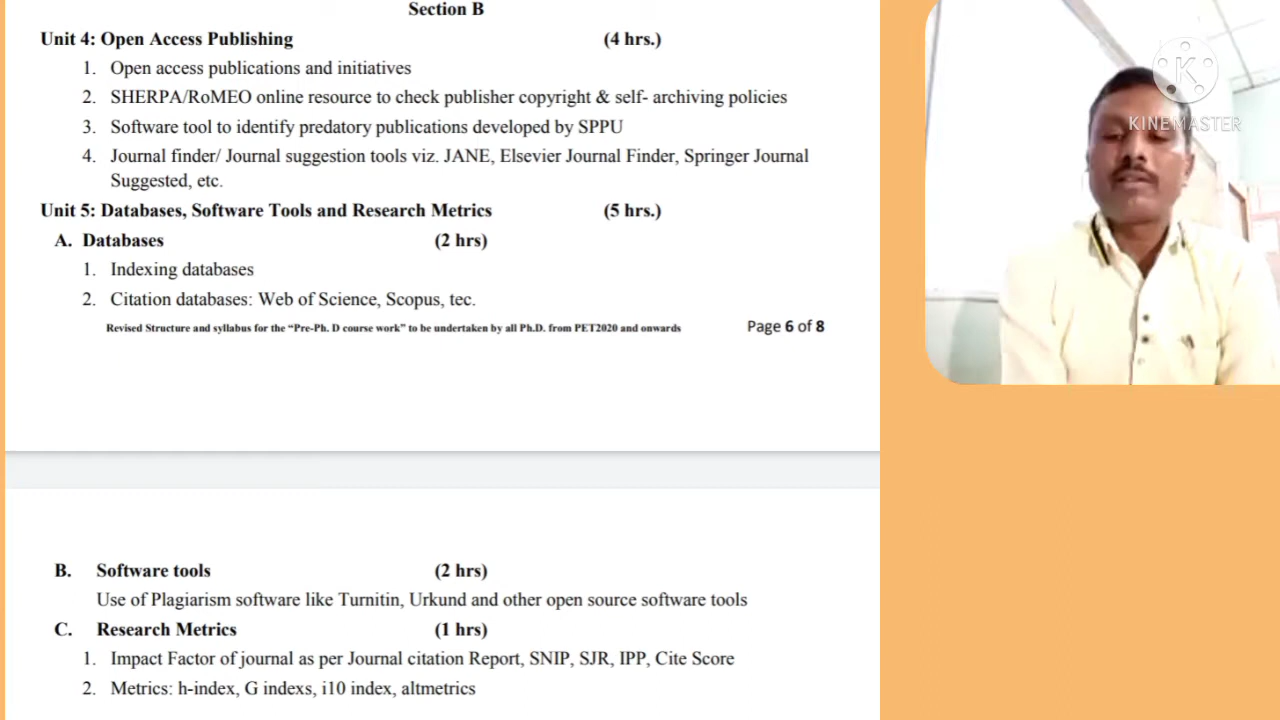 Section B
Unit 4: Open Access Publishing (4 hrs.)
1. Open access publications and initiatives
2. SHERPA/RoMEO online resource to check publisher copyright & self- archiving policies
3. Software tool to identify predatory publications developed by SPPU
4. Journal finder/ Journal suggestion tools viz. JANE, Elsevier Journal Finder, Springer Journal
Suggested, etc.
Unit 5: Databases, Software Tools and Research Metrics (5 hrs.)
A. Databases (2 hrs)
1. Indexing databases
2. Citation databases: Web of Science, Scopus, tec.
Revised Structure and syllabus for the “Pre-Ph. D course work” to be undertaken by all Ph.D. from PET2020 and onwards Page 6 of 8
B. Software tools (2 hrs)
Use of Plagiarism software like Turnitin, Urkund and other open source software tools
C. Research Metrics (1 hrs)
1. Impact Factor of journal as per Journal citation Report, SNIP, SJR, IPP, Cite Score
2. Metrics: h-index, G indexs, i10 index, altmetrics
K
KINEMASTER